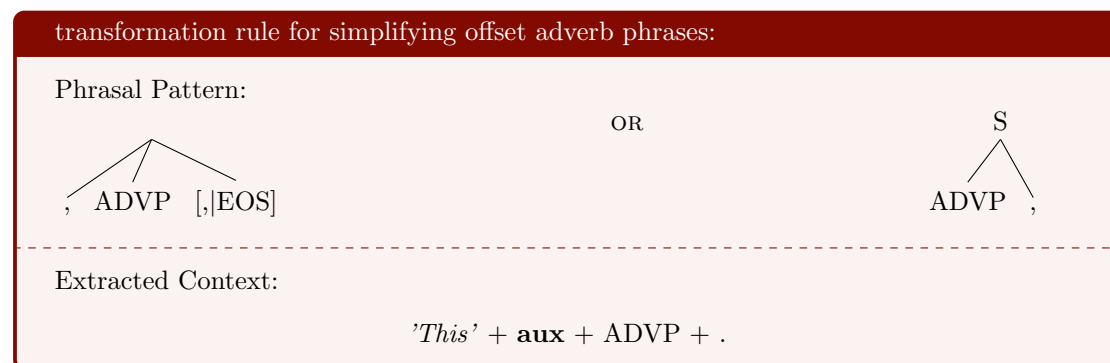 transformation rule for simplifying offset adverb phrases:
Phrasal Pattern:
OR
S
, ADVP [,|EOS]
ADVP ,
Extracted Context:
’This’ + aux + ADVP + .